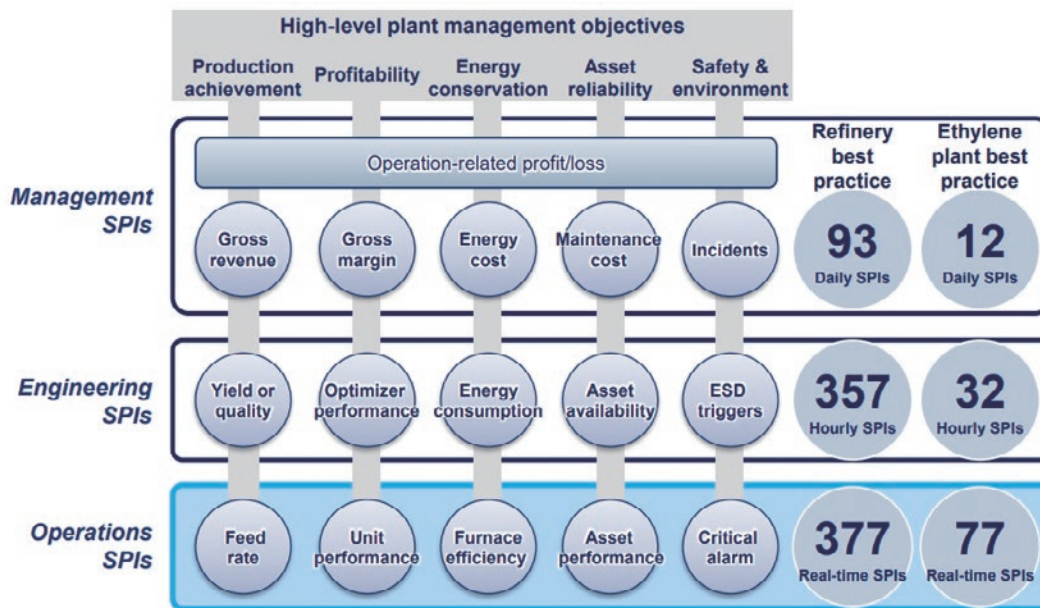 High-level plant management objectives
Production
achievement
Profitability
Energy
conservation
Asset
reliability
Safety &
environment
Management
SPIs
Operation-related profit/loss
Gross
revenue
Gross
margin
Energy
cost
Maintenance
cost
Incidents
Refinery
best
practice
93
Daily SPIs
Ethylene
plant best
practice
12
Daily SPIs
Engineering
SPIs
Yield or
quality
Optimizer
performance
Energy
consumption
Asset
availability
ESD
triggers
357
Hourly SPIs
32
Hourly SPIs
Operations
SPIs
Feed
rate
Unit
performance
Furnace
efficiency
Asset
performance
Critical
alarm
377
Real-time SPIs
77
Real-time SPIs